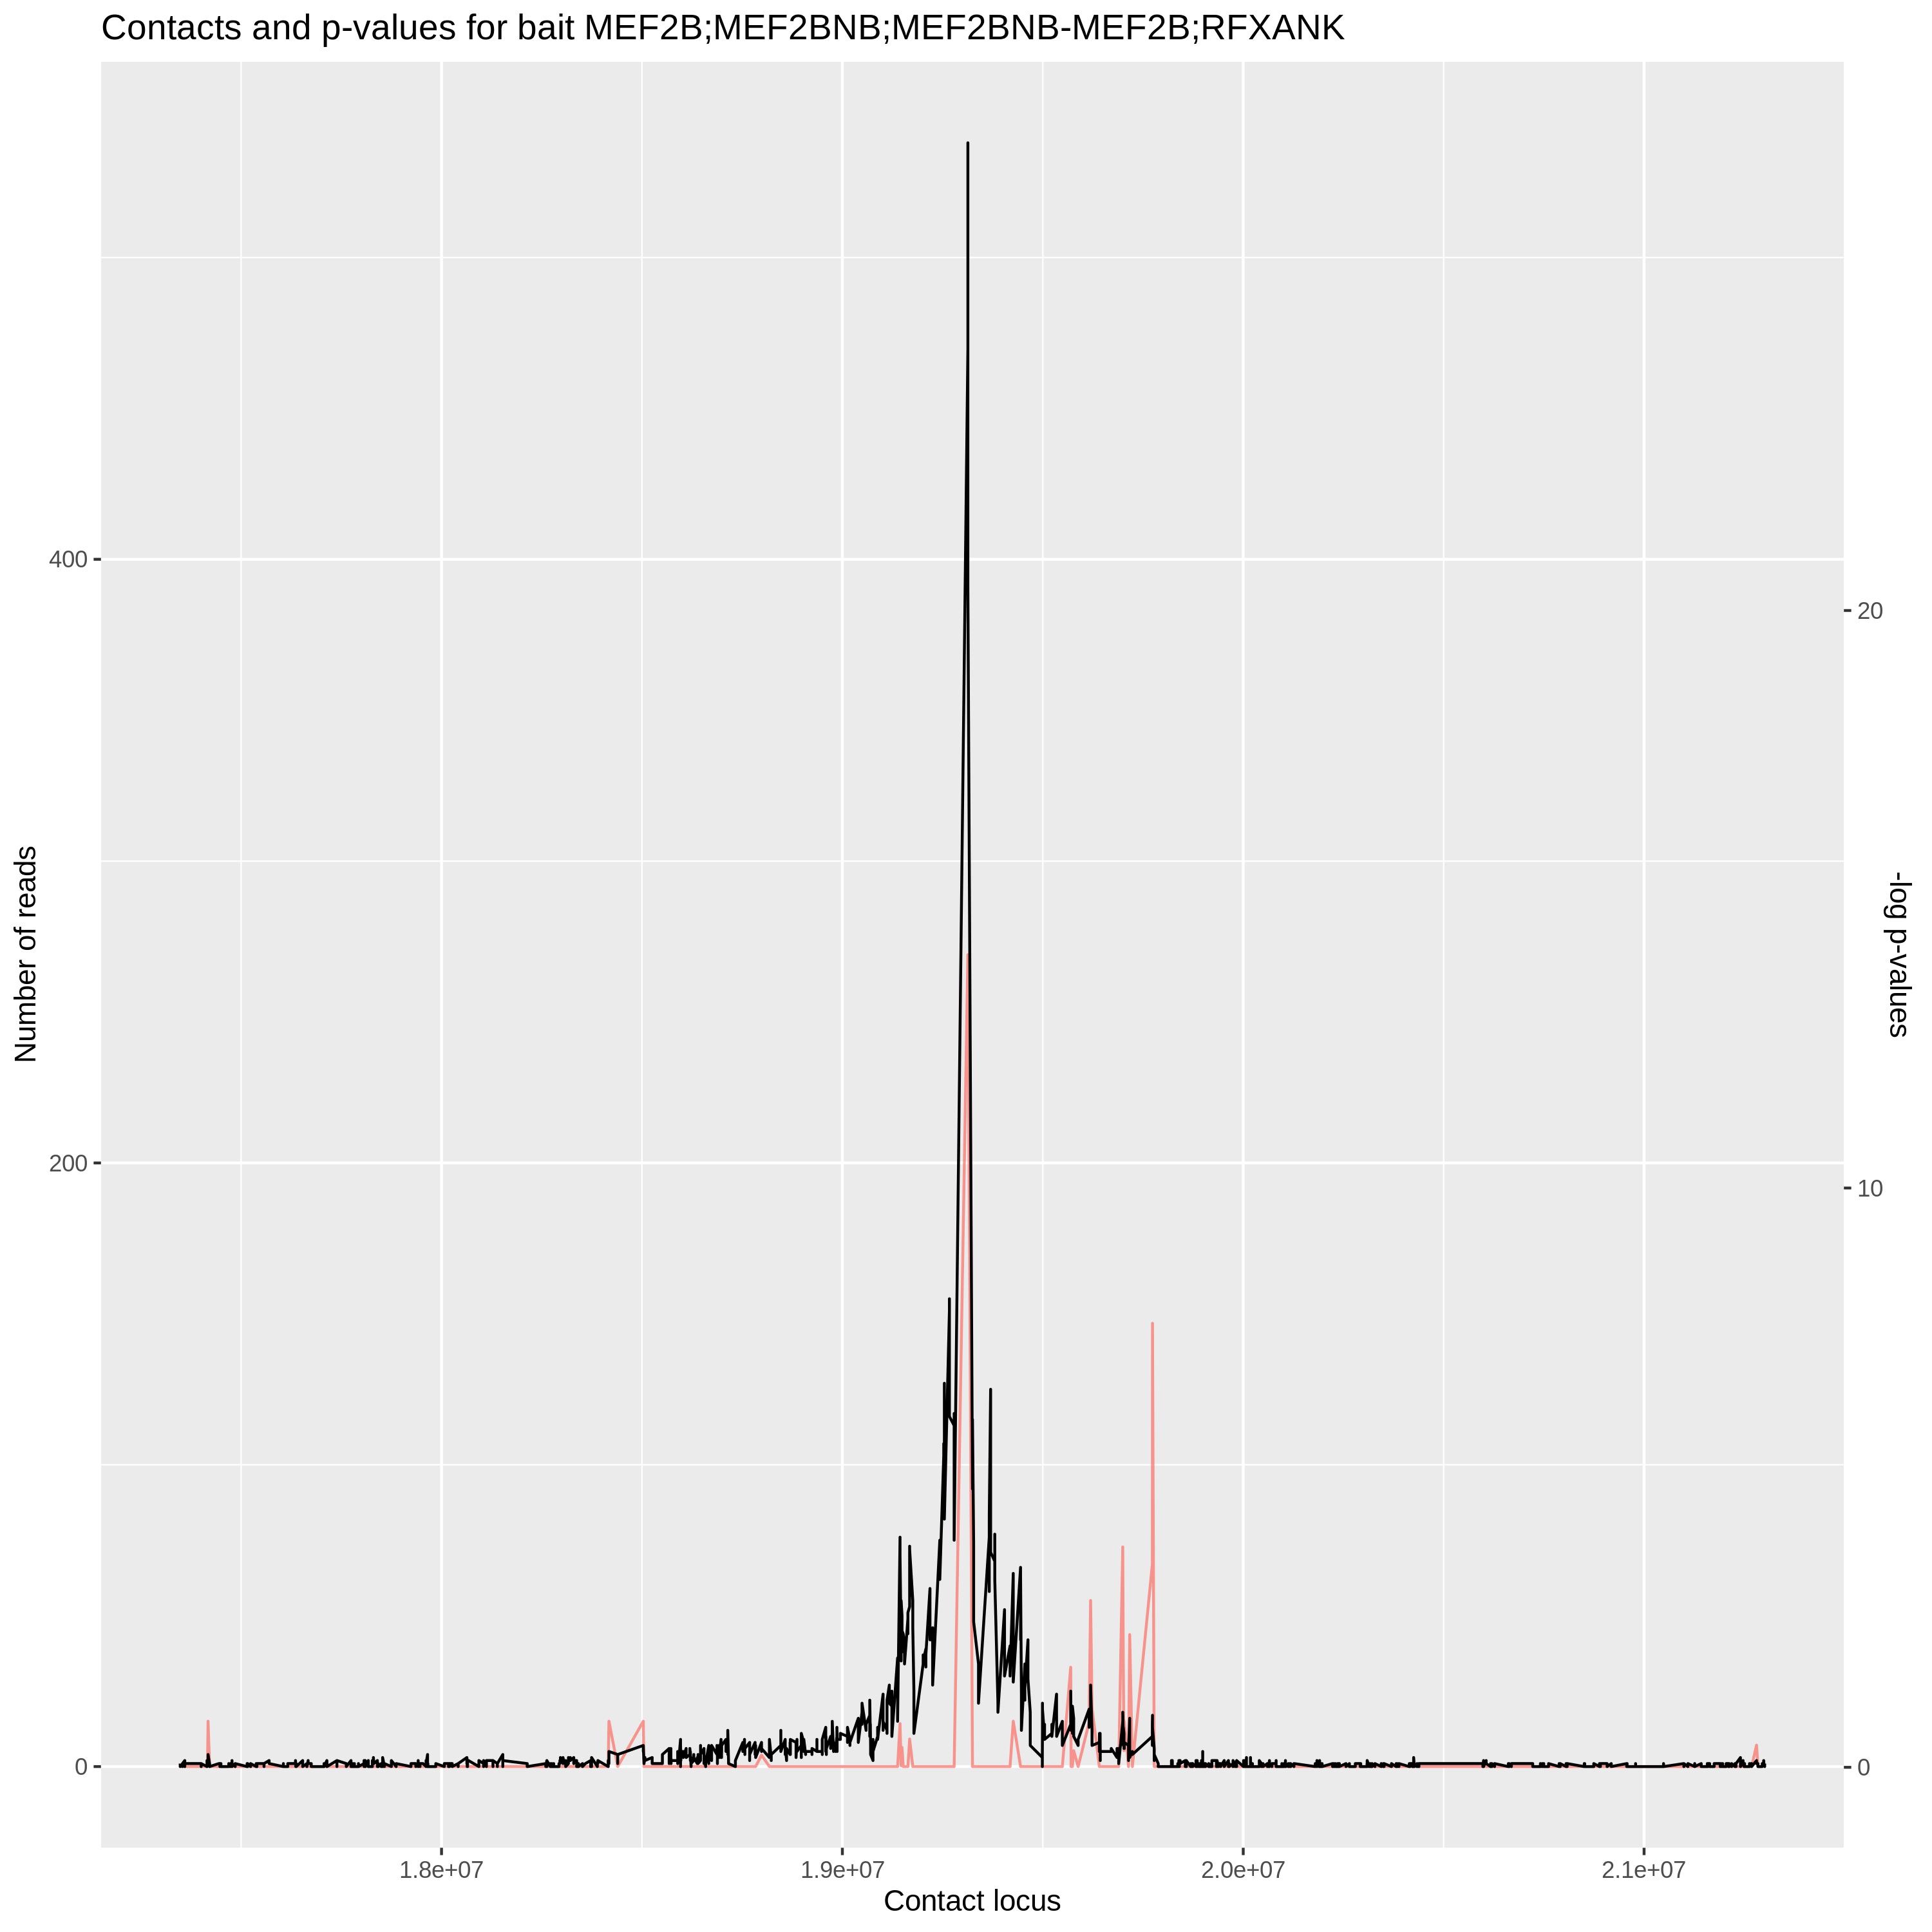 Contacts and p-values for bait MEF2B;MEF2BNB;MEF2BNB-MEF2B;RFXANK
Number of reads
400
200
0
20
10
0
-log p-values
1.8e+07
1.9e+07
2.0e+07
2.1e+07
Contact locus